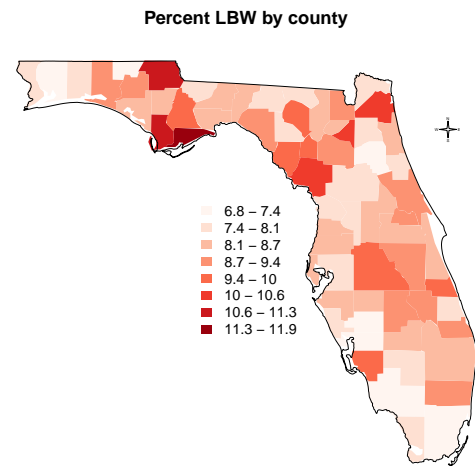 Percent LBW by county
6.8 – 7.4
7.4 – 8.1
8.1 – 8.7
8.7 – 9.4
9.4 – 10
10 – 10.6
10.6 – 11.3
11.3 – 11.9